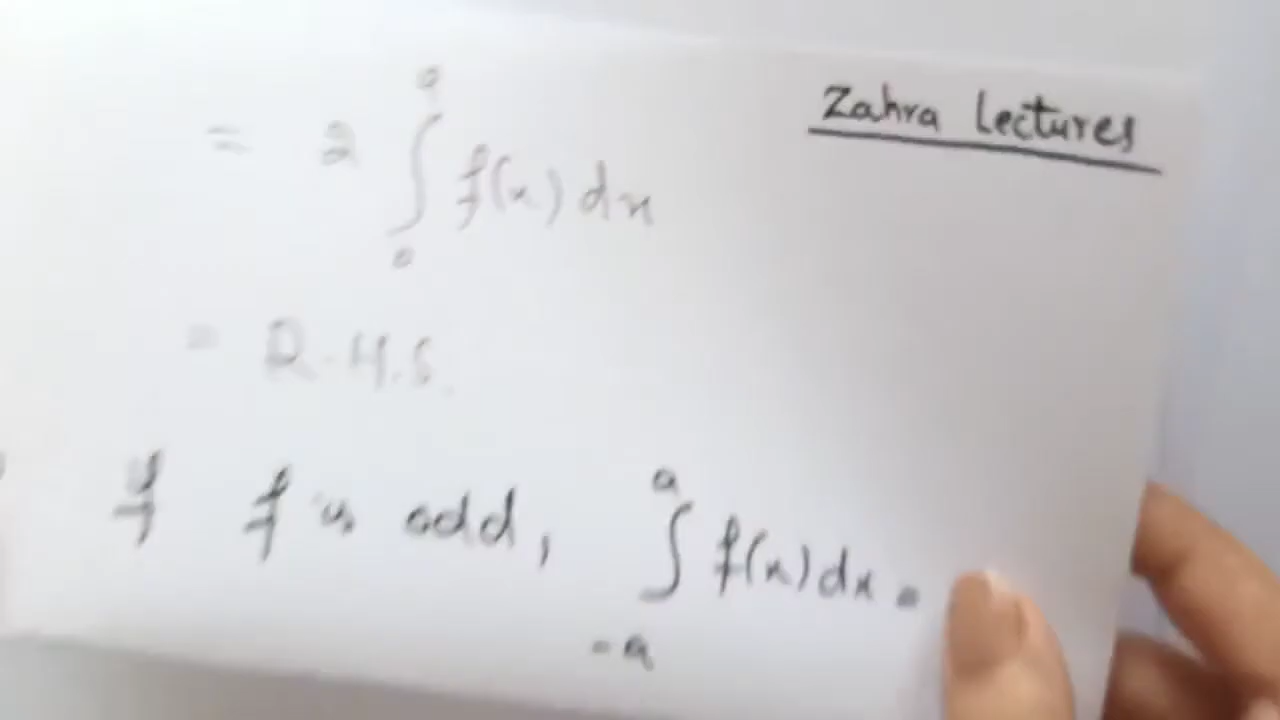 Zahra Lectures
= 2 ∫₀ᵃ f(x) dx
= R.H.S.
if f is odd, ∫₋ₐᵃ f(x) dx =